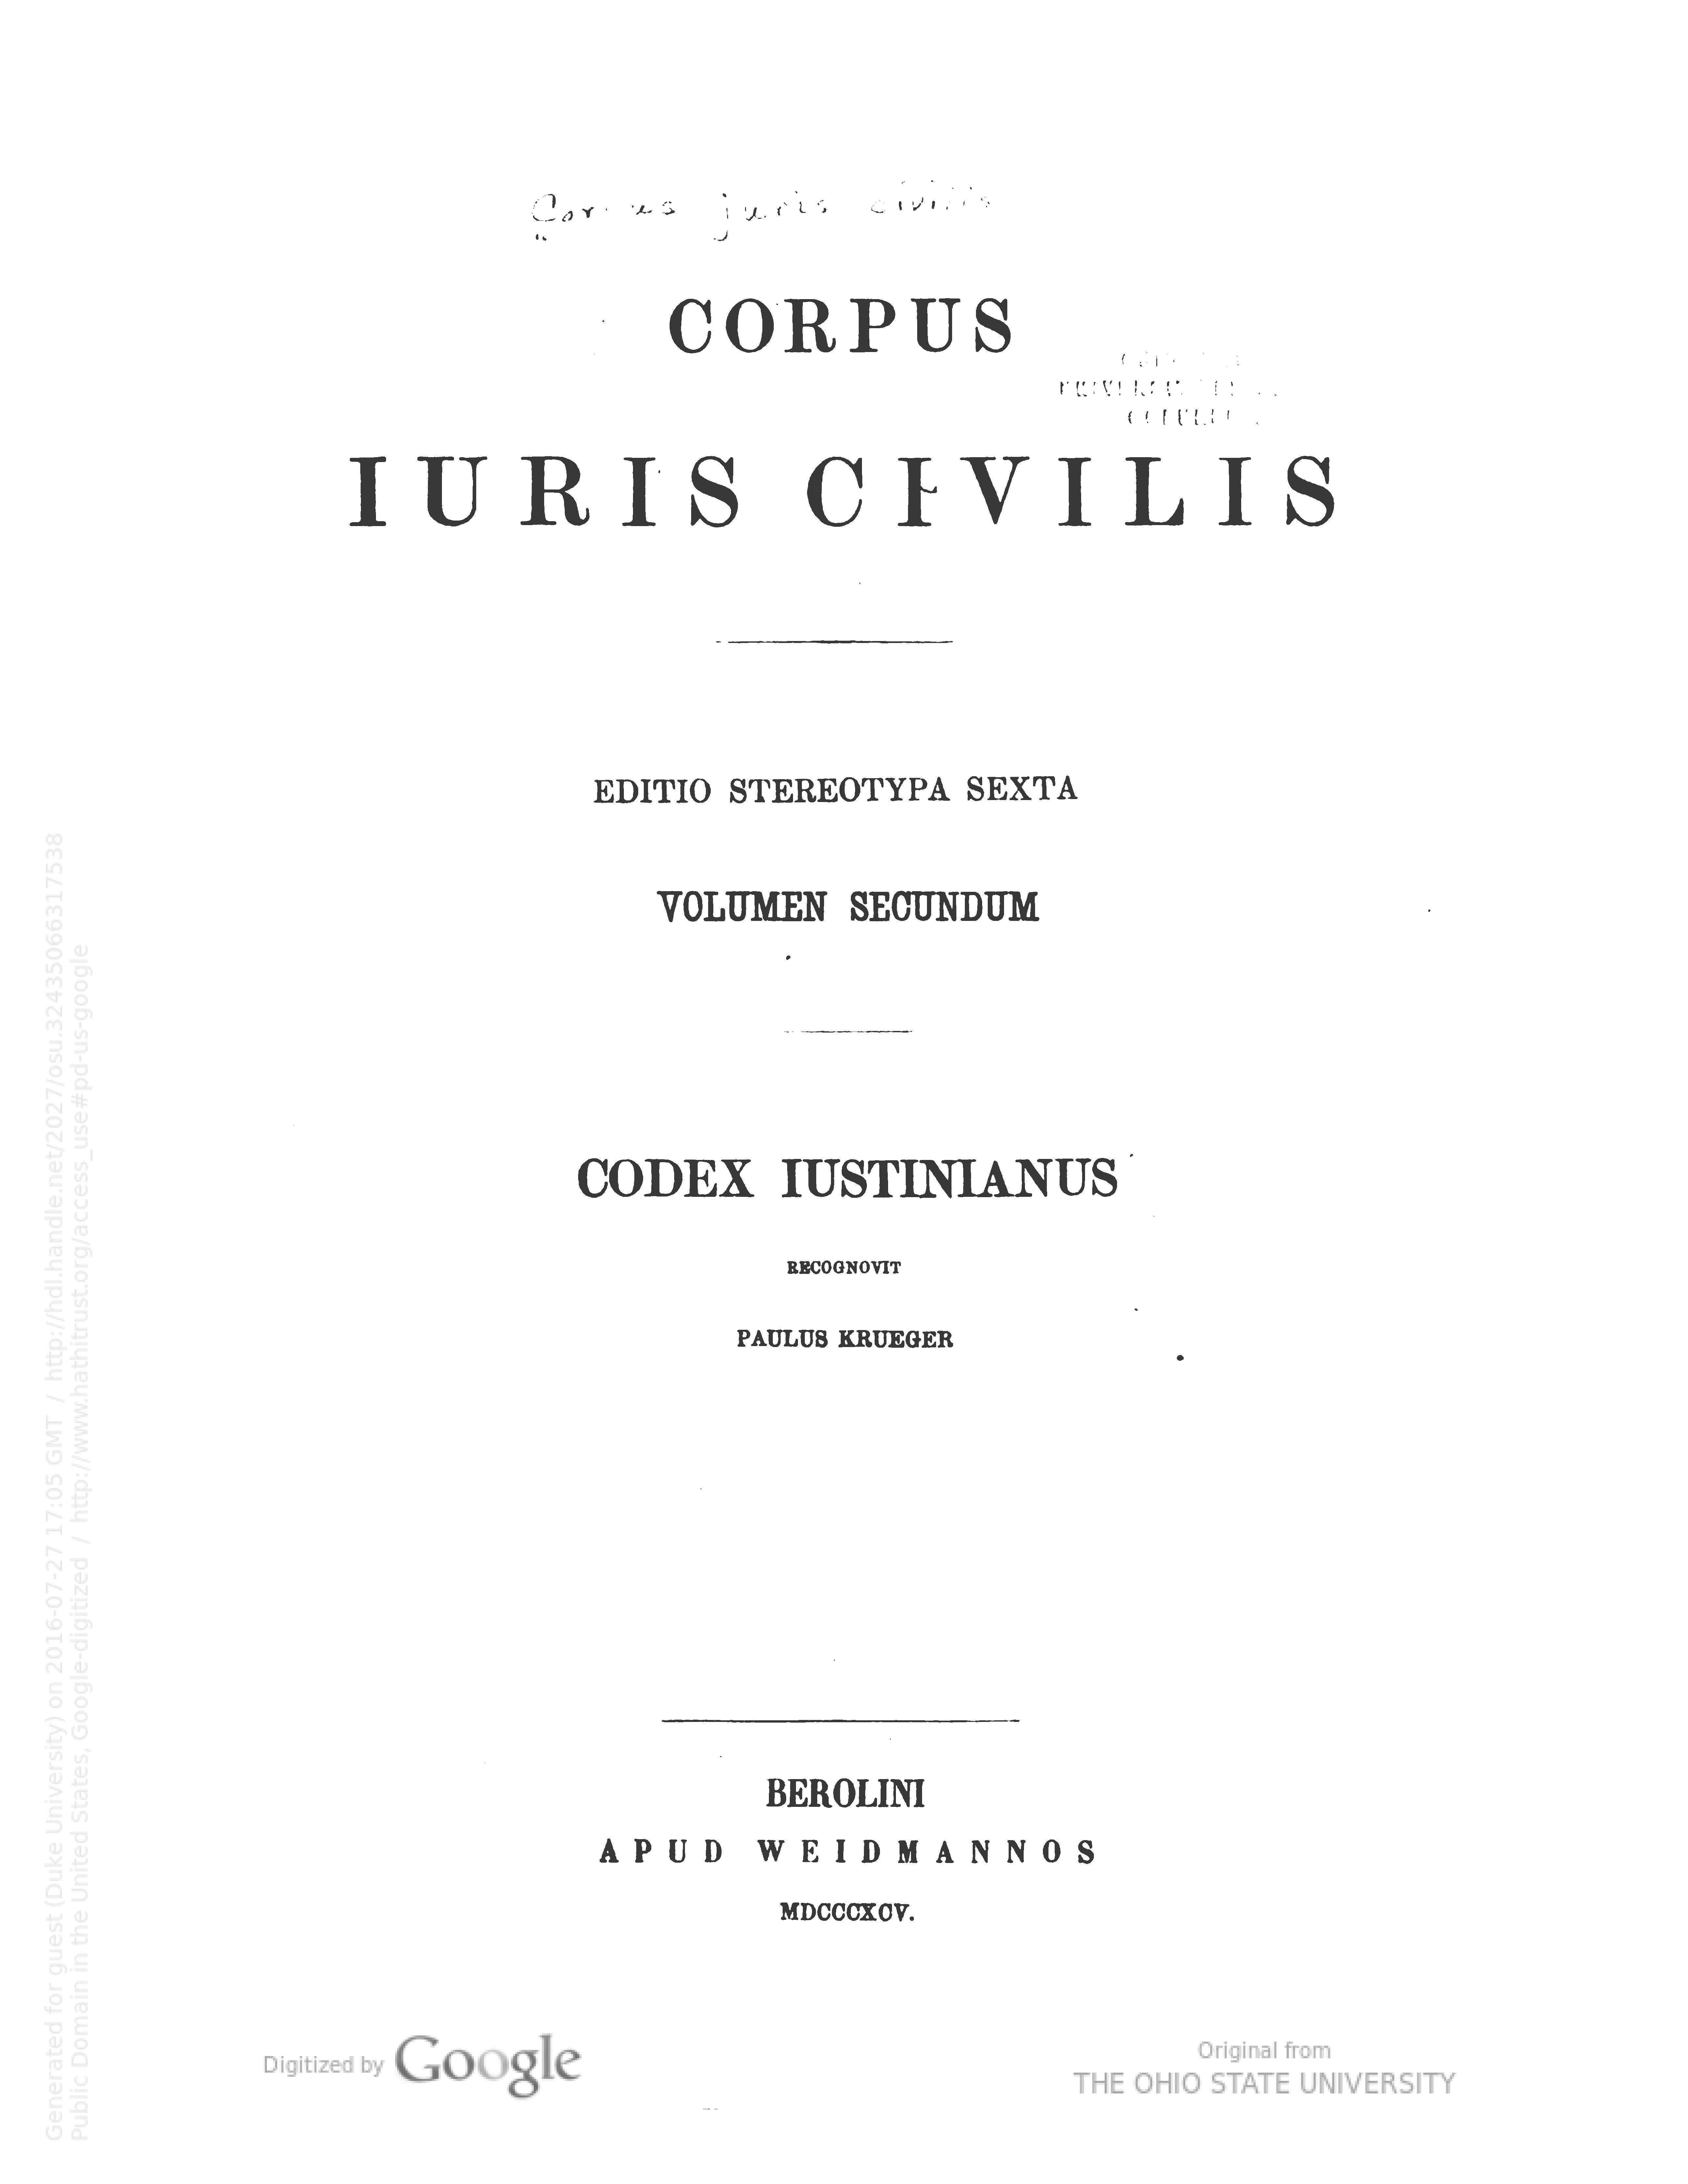 Corpus juris civilis
CORPUS
IURIS CIVILIS
EDITIO STEREOTYPA SEXTA
VOLUMEN SECUNDUM
CODEX IUSTINIANUS
RECOGNOVIT
PAULUS KRUEGER
BEROLINI
APUD WEIDMANNOS
MDCCCXCV.
Digitized by Google
Original from
THE OHIO STATE UNIVERSITY
Generated for guest (Duke University) on 2016-07-27 17:05 GMT / http://hdl.handle.net/2027/osu.32435066317538
Public Domain in the United States, Google-digitized / http://www.hathitrust.org/access_use#pd-us-google